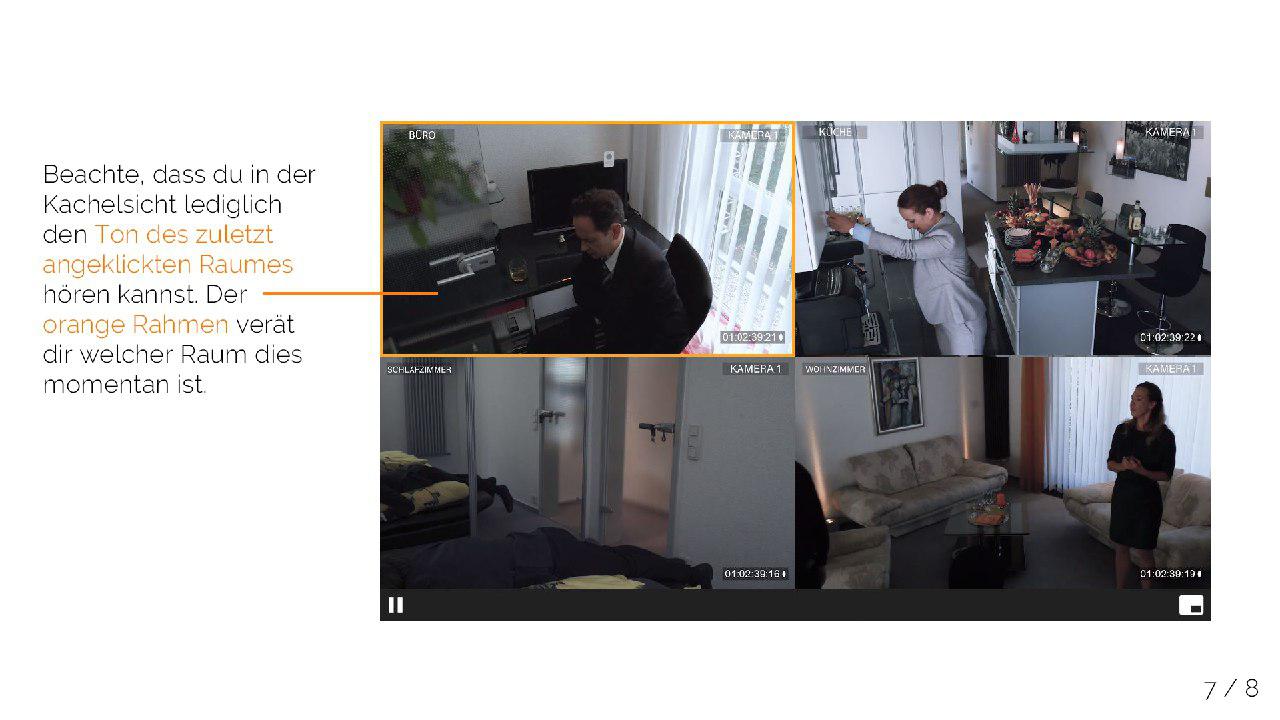 Beachte, dass du in der
Kachelsicht lediglich
den Ton des zuletzt
angeklickten Raumes
hören kannst. Der
orange Rahmen verät
dir welcher Raum dies
momentan ist.
BÜRO
KAMERA 1
01:02:39:21
KÜCHE
KAMERA 1
01:02:39:22
SCHLAFZIMMER
KAMERA 1
01:02:39:16
WOHNZIMMER
KAMERA 1
01:02:39:19
7 / 8